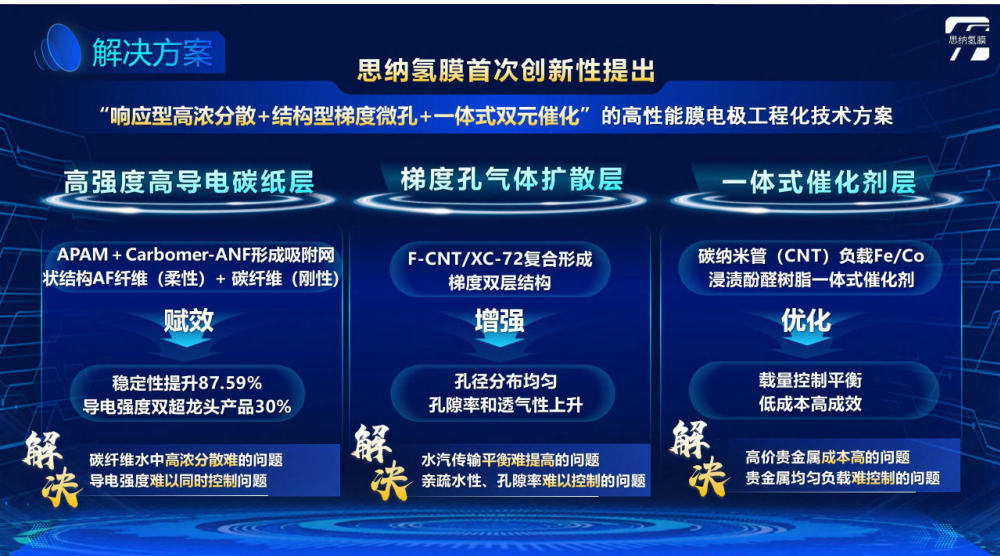 解决方案
思纳氢膜
思纳氢膜首次创新性提出
“响应型高浓分散+结构型梯度微孔+一体式双元催化”的高性能膜电极工程化技术方案
高强度高导电碳纸层
APAM + Carbomer-ANF形成吸附网
状结构AF纤维（柔性）+ 碳纤维（刚性）
赋效
稳定性提升87.59%
导电强度双超龙头产品30%
解决
碳纤维水中高浓分散难的问题
导电强度难以同时控制问题
梯度孔气体扩散层
F-CNT/XC-72复合形成
梯度双层结构
增强
孔径分布均匀
孔隙率和透气性上升
解决
水汽传输平衡难提高的问题
亲疏水性、孔隙率难以控制的问题
一体式催化剂层
碳纳米管（CNT）负载Fe/Co
浸渍酚醛树脂一体式催化剂
优化
载量控制平衡
低成本高成效
解决
高价贵金属成本高的问题
贵金属均匀负载难控制的问题